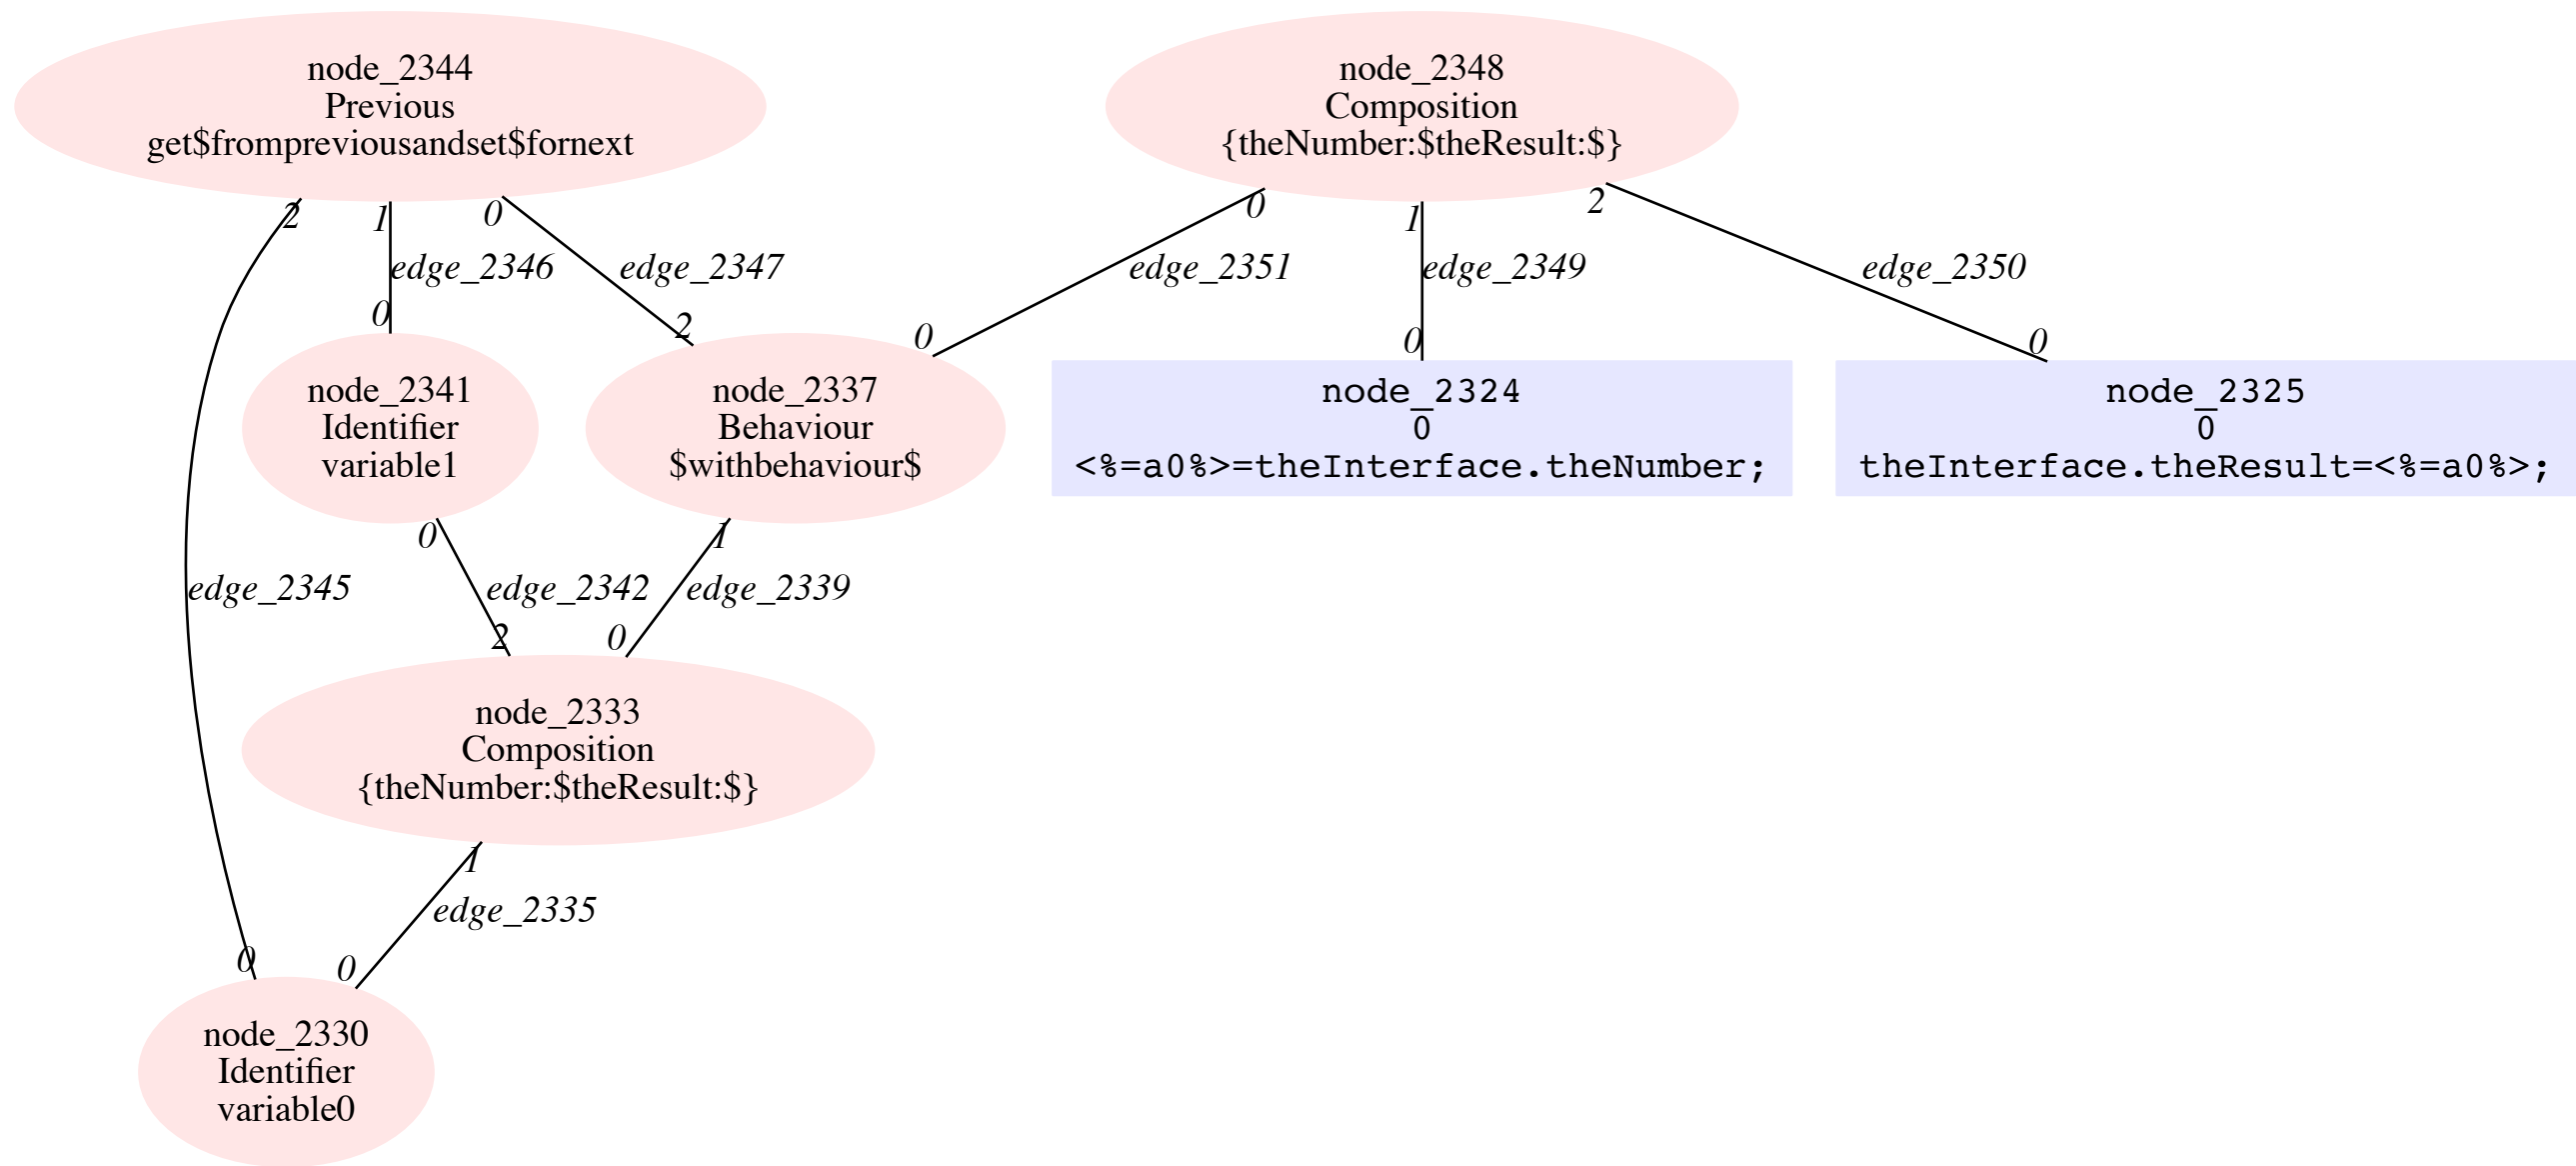 node_2344
Previous
get$frompreviousandset$fornext
node_2348
Composition
{theNumber:$theResult:$}
2
1
0
0
1
2
edge_2346
edge_2347
edge_2351
edge_2349
edge_2350
0
2
0
0
0
node_2341
Identifier
variable1
node_2337
Behaviour
$withbehaviour$
node_2324
0
<%=a0%>=theInterface.theNumber;
node_2325
0
theInterface.theResult=<%=a0%>;
0
1
edge_2345
edge_2342
edge_2339
2
0
node_2333
Composition
{theNumber:$theResult:$}
1
edge_2335
0
0
node_2330
Identifier
variable0